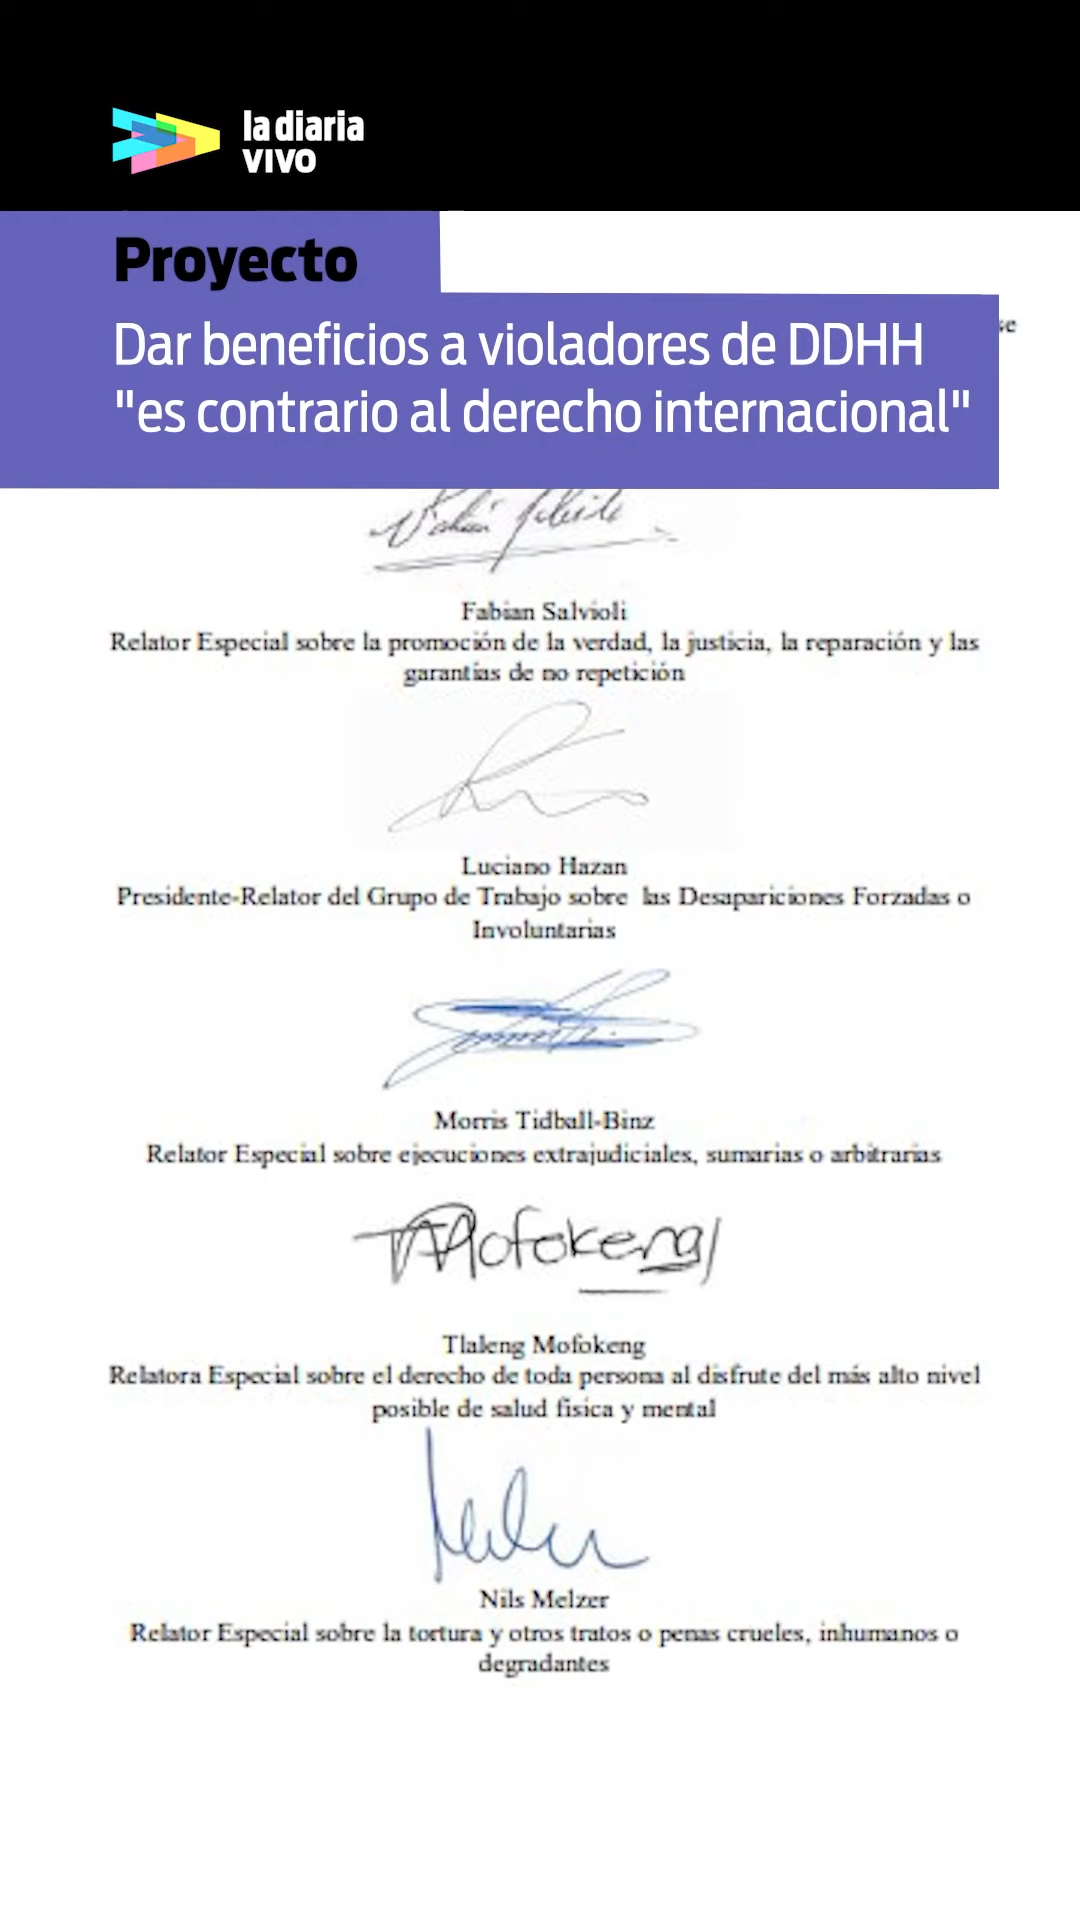 la diaria
VIVO
Proyecto
Dar beneficios a violadores de DDHH
"es contrario al derecho internacional"
se
Fabian Salvioli
Relator Especial sobre la promoción de la verdad, la justicia, la reparación y las
garantías de no repetición
Luciano Hazan
Presidente-Relator del Grupo de Trabajo sobre las Desapariciones Forzadas o
Involuntarias
Morris Tidball-Binz
Relator Especial sobre ejecuciones extrajudiciales, sumarias o arbitrarias
TMofokeng
Tlaleng Mofokeng
Relatora Especial sobre el derecho de toda persona al disfrute del más alto nivel
posible de salud física y mental
Nils Melzer
Relator Especial sobre la tortura y otros tratos o penas crueles, inhumanos o
degradantes